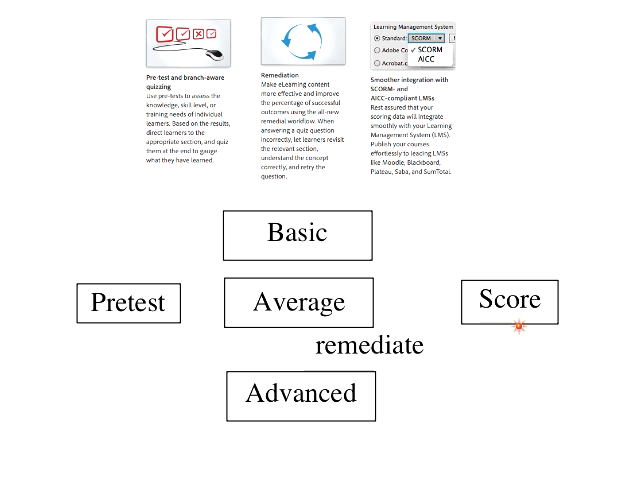 Learning Management System
Standard: SCORM
Adobe Co
✓ SCORM
AICC
Acrobat.c
Pre-test and branch-aware
quizzing
Use pre-tests to assess the
knowledge, skill level, or
training needs of individual
learners. Based on the results,
direct learners to the
appropriate section, and quiz
them at the end to gauge
what they have learned.
Remediation
Make eLearning content
more effective and improve
the percentage of successful
outcomes using the all-new
remedial workflow. When
answering a quiz question
incorrectly, let learners revisit
the relevant section,
understand the concept
correctly, and retry the
question.
Smoother integration with
SCORM- and
AICC-compliant LMSs
Rest assured that your
scoring data will integrate
smoothly with your Learning
Management System (LMS).
Publish your courses
effortlessly to leading LMSs
like Moodle, Blackboard,
Plateau, Saba, and SumTotal.
Basic
Pretest
Average
Score
remediate
Advanced